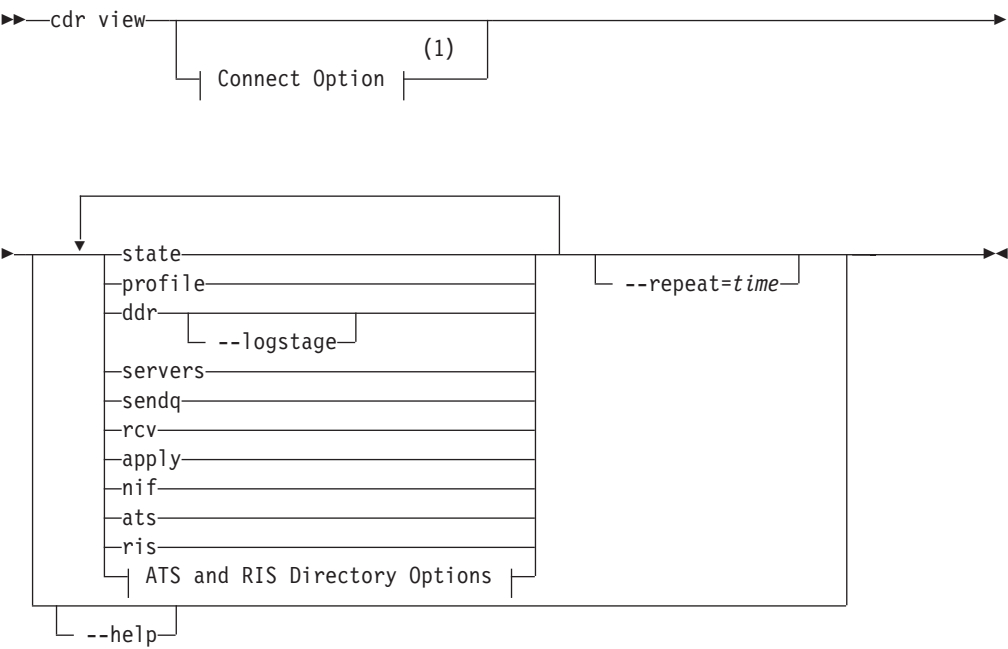 cdr view
(1)
Connect Option
state
--repeat=time
profile
ddr
--logstage
servers
sendq
rcv
apply
nif
ats
ris
ATS and RIS Directory Options
--help